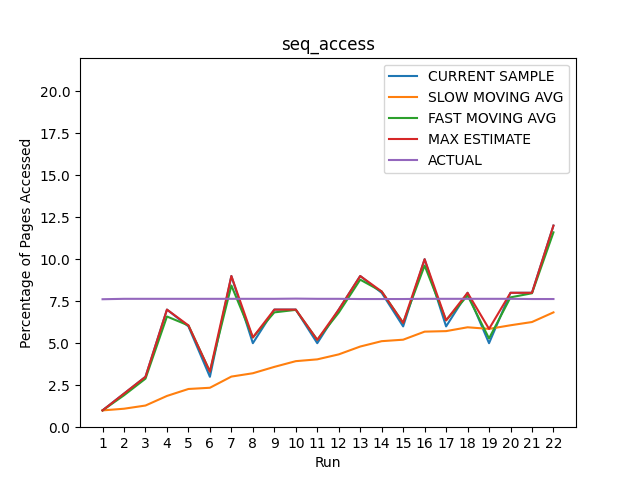 seq_access
CURRENT SAMPLE
SLOW MOVING AVG
FAST MOVING AVG
MAX ESTIMATE
ACTUAL
Percentage of Pages Accessed
20.0
17.5
15.0
12.5
10.0
7.5
5.0
2.5
0.0
1 2 3 4 5 6 7 8 9 10 11 12 13 14 15 16 17 18 19 20 21 22
Run